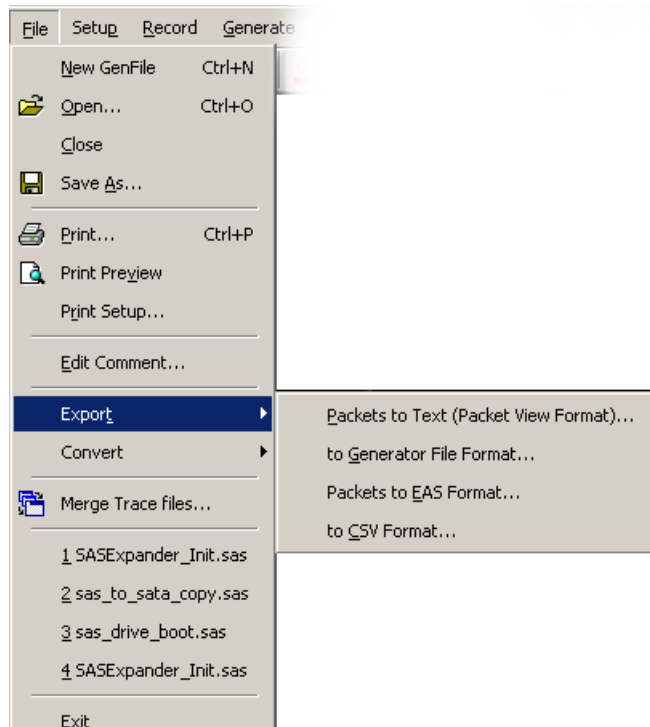 File Setup Record Generate
New GenFile Ctrl+N
Open... Ctrl+O
Close
Save As...
Print... Ctrl+P
Print Preview
Print Setup...
Edit Comment...
Export
Packets to Text (Packet View Format)...
to Generator File Format...
Packets to EAS Format...
to CSV Format...
Convert
Merge Trace files...
1 SASExpander_Init.sas
2 sas_to_sata_copy.sas
3 sas_drive_boot.sas
4 SASExpander_Init.sas
Exit